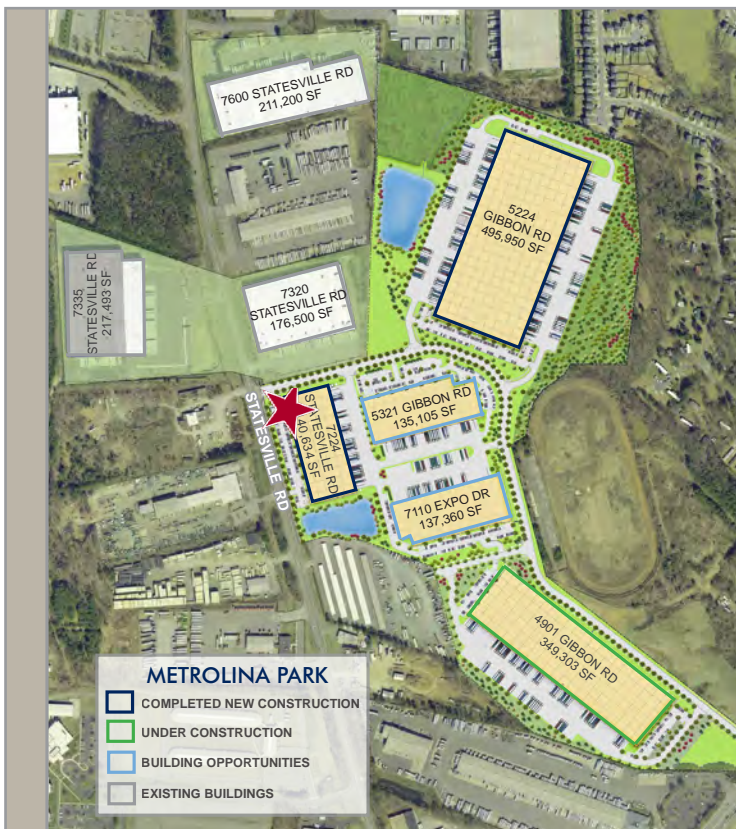 7600 STATESVILLE RD
211,200 SF
5224
GIBBON RD
495,950 SF
7335
STATESVILLE RD
217,493 SF
7320
STATESVILLE RD
176,500 SF
STATESVILLE RD
7224
STATESVILLE RD
40,634 SF
5321 GIBBON RD
135,105 SF
7110 EXPO DR
137,360 SF
4901 GIBBON RD
349,303 SF
METROLINA PARK
COMPLETED NEW CONSTRUCTION
UNDER CONSTRUCTION
BUILDING OPPORTUNITIES
EXISTING BUILDINGS